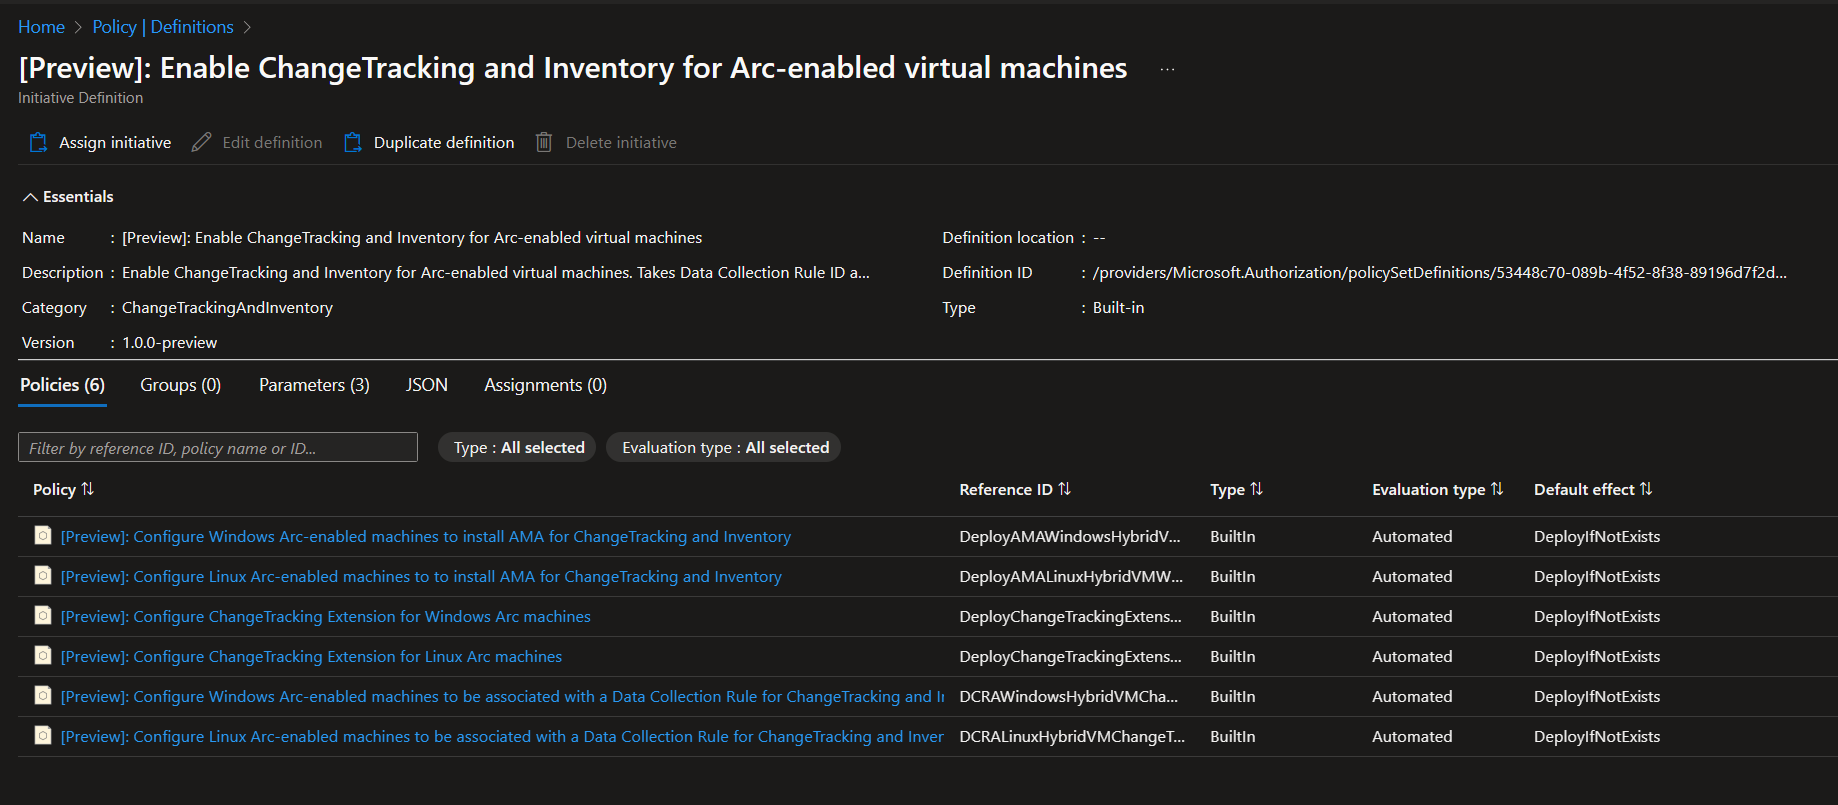 Home > Policy | Definitions >
[Preview]: Enable ChangeTracking and Inventory for Arc-enabled virtual machines ...
Initiative Definition
Assign initiative Edit definition Duplicate definition Delete initiative
Essentials
Name : [Preview]: Enable ChangeTracking and Inventory for Arc-enabled virtual machines Definition location : --
Description : Enable ChangeTracking and Inventory for Arc-enabled virtual machines. Takes Data Collection Rule ID a... Definition ID : /providers/Microsoft.Authorization/policySetDefinitions/53448c70-089b-4f52-8f38-89196d7f2d...
Category : ChangeTrackingAndInventory Type : Built-in
Version : 1.0.0-preview
Policies (6) Groups (0) Parameters (3) JSON Assignments (0)
Filter by reference ID, policy name or ID... Type : All selected Evaluation type : All selected
Policy Reference ID Type Evaluation type Default effect
[Preview]: Configure Windows Arc-enabled machines to install AMA for ChangeTracking and Inventory DeployAMAWindowsHybridV... BuiltIn Automated DeployIfNotExists
[Preview]: Configure Linux Arc-enabled machines to to install AMA for ChangeTracking and Inventory DeployAMALinuxHybridVMW... BuiltIn Automated DeployIfNotExists
[Preview]: Configure ChangeTracking Extension for Windows Arc machines DeployChangeTrackingExtens... BuiltIn Automated DeployIfNotExists
[Preview]: Configure ChangeTracking Extension for Linux Arc machines DeployChangeTrackingExtens... BuiltIn Automated DeployIfNotExists
[Preview]: Configure Windows Arc-enabled machines to be associated with a Data Collection Rule for ChangeTracking and Ir DCRAWindowsHybridVMCha... BuiltIn Automated DeployIfNotExists
[Preview]: Configure Linux Arc-enabled machines to be associated with a Data Collection Rule for ChangeTracking and Inver DCRALinuxHybridVMChangeT... BuiltIn Automated DeployIfNotExists